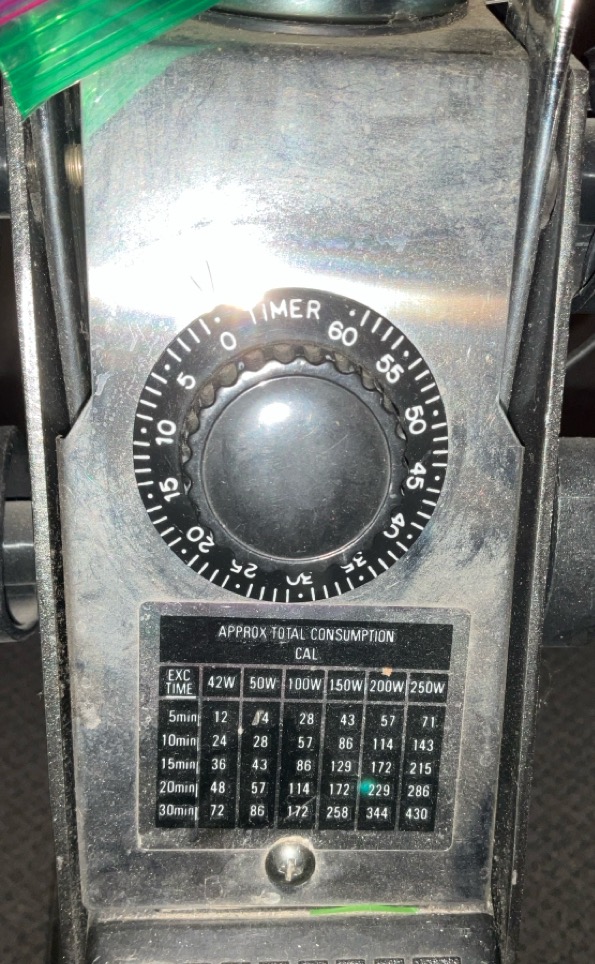 TIMER
0
5
10
15
20
25
30
35
40
45
50
55
60
APPROX TOTAL CONSUMPTION
CAL
EXC TIME 42W 50W 100W 150W 200W 250W
5min 12 14 28 43 57 71
10min 24 28 57 86 114 143
15min 36 43 86 129 172 215
20min 48 57 114 172 229 286
30min 72 86 172 258 344 430